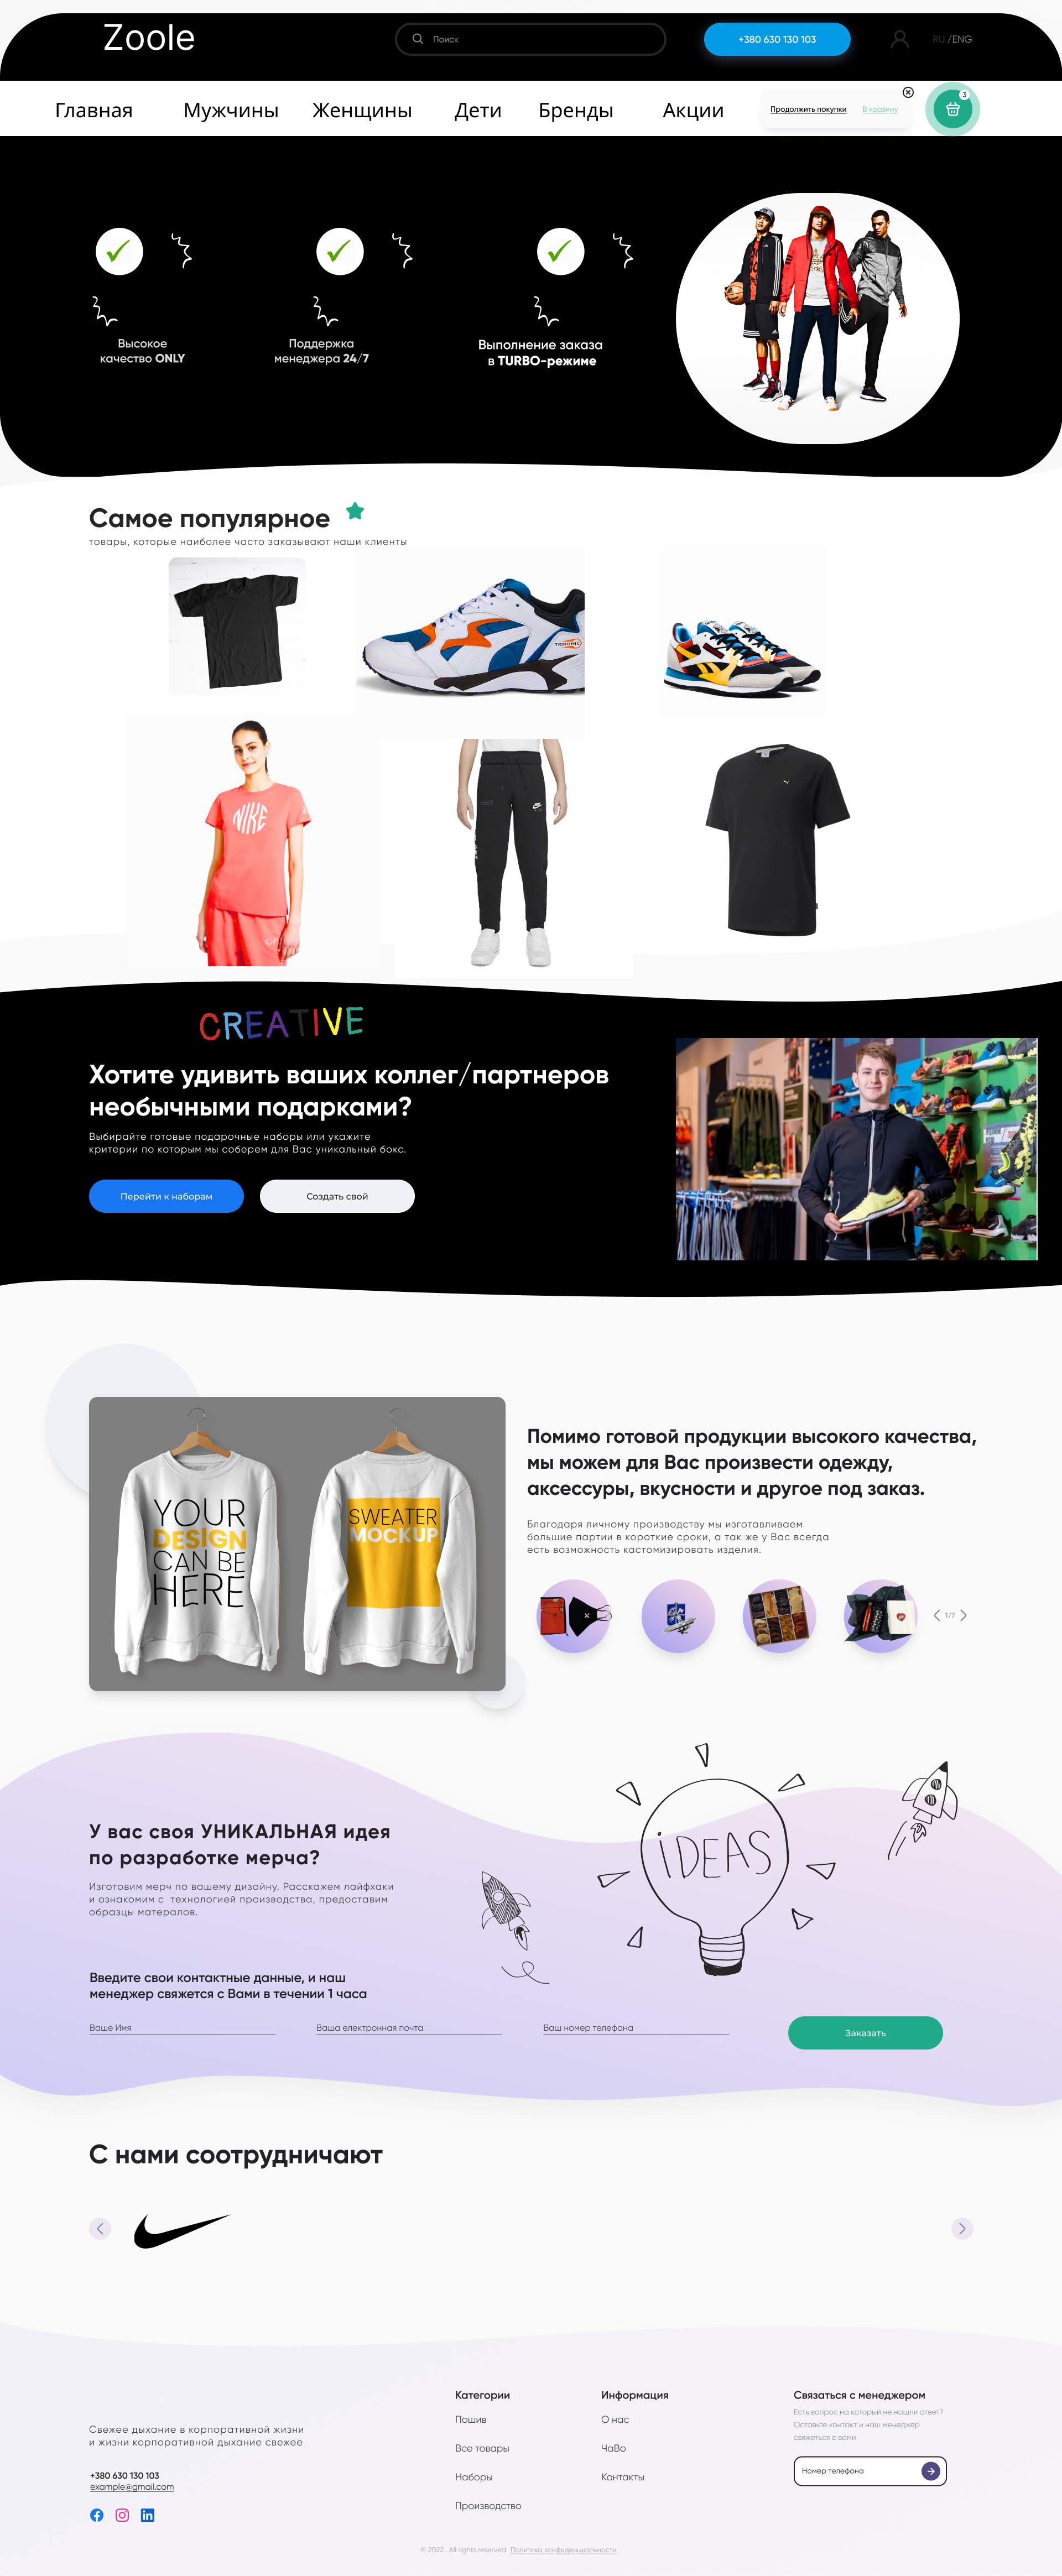 Zoole
Поиск
+380 630 130 103
RU /ENG
Главная
Мужчины
Женщины
Дети
Бренды
Акции
Продолжить покупки
В корзину
3
Высокое
качество ONLY
Поддержка
менеджера 24/7
Выполнение заказа
в TURBO-режиме
Самое популярное
товары, которые наиболее часто заказывают наши клиенты
TRINOMIC
NIKE
CREATIVE
Хотите удивить ваших коллег/партнеров
необычными подарками?
Выбирайте готовые подарочные наборы или укажите
критерии по которым мы соберем для Вас уникальный бокс.
Перейти к наборам
Создать свой
YOUR
DESIGN
CAN BE
HERE
SWEATER
MOCKUP
Помимо готовой продукции высокого качества,
мы можем для Вас произвести одежду,
аксессуры, вкусности и другое под заказ.
Благодаря личному производству мы изготавливаем
большие партии в короткие сроки, а так же у Вас всегда
есть возможность кастомизировать изделия.
1/7
IDEAS
У вас своя УНИКАЛЬНАЯ идея
по разработке мерча?
Изготовим мерч по вашему дизайну. Расскажем лайфхаки
и ознакомим с технологией производства, предоставим
образцы матералов.
Введите свои контактные данные, и наш
менеджер свяжется с Вами в течении 1 часа
Ваше Имя
Ваша електронная почта
Ваш номер телефона
Заказать
С нами соотрудничают
Свежее дыхание в корпоративной жизни
и жизни корпоративной дыхание свежее
+380 630 130 103
example@gmail.com
Категории
Пошив
Все товары
Наборы
Производство
Информация
О нас
ЧаВо
Контакты
Связаться с менеджером
Есть вопрос на который не нашли ответ?
Оставьте контакт и наш менеджер
свяжеться с вами
Номер телефона
© 2022 . All rights reserved. Политика конфиденциальности